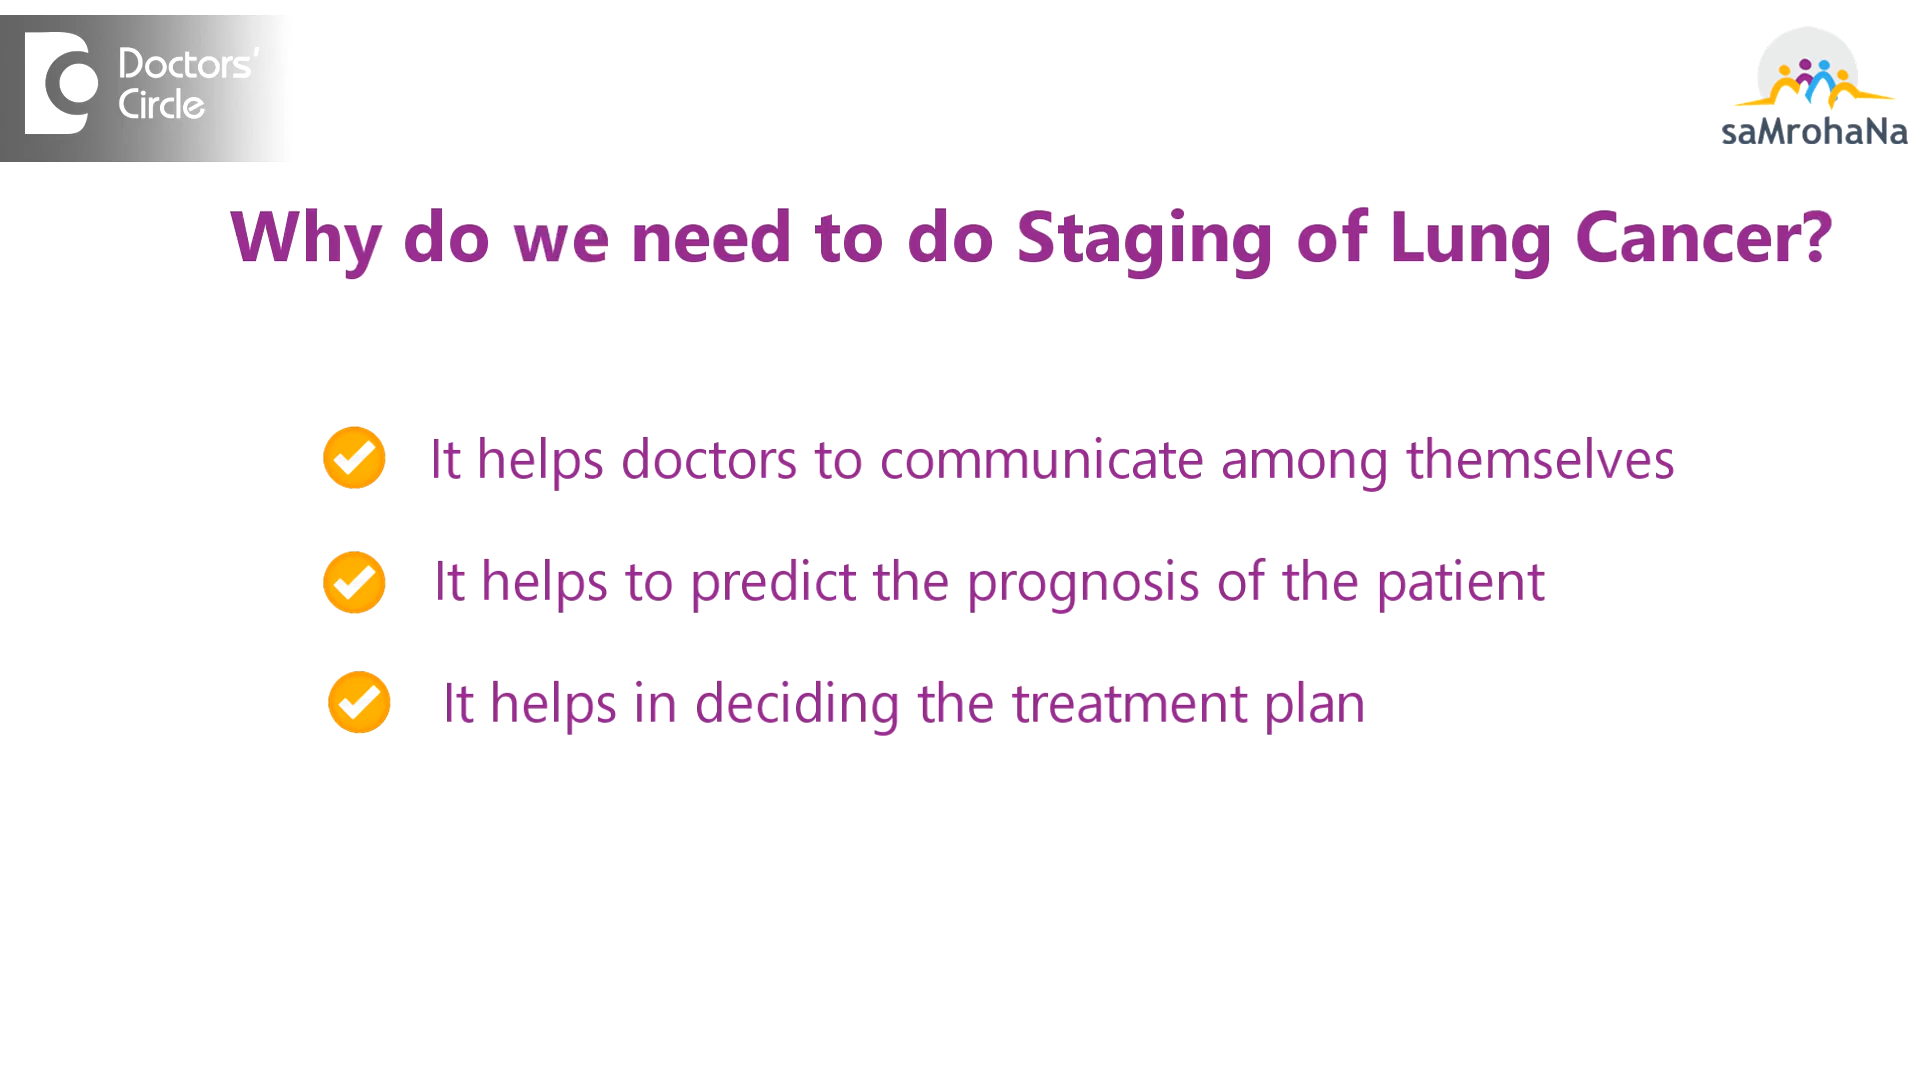 Doctors'
Circle
saMrohaNa
Why do we need to do Staging of Lung Cancer?
It helps doctors to communicate among themselves
It helps to predict the prognosis of the patient
It helps in deciding the treatment plan